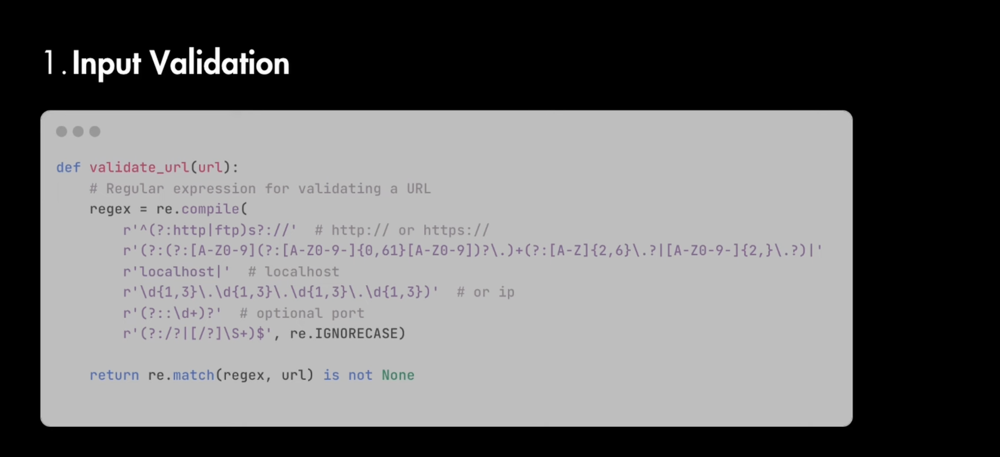 1. Input Validation
def validate_url(url):
# Regular expression for validating a URL
regex = re.compile(
r'^(?:http|ftp)s?://'  # http:// or https://
r'(?:(?:[A-Z0-9](?:[A-Z0-9-]{0,61}[A-Z0-9])?\.)+(?:[A-Z]{2,6}\.?|[A-Z0-9-]{2,}\.?)|'
r'localhost|'  # localhost
r'\d{1,3}\.\d{1,3}\.\d{1,3}\.\d{1,3})'  # or ip
r'(?::\d+)?'  # optional port
r'(?:/?|[/?]\S+)$', re.IGNORECASE)
return re.match(regex, url) is not None